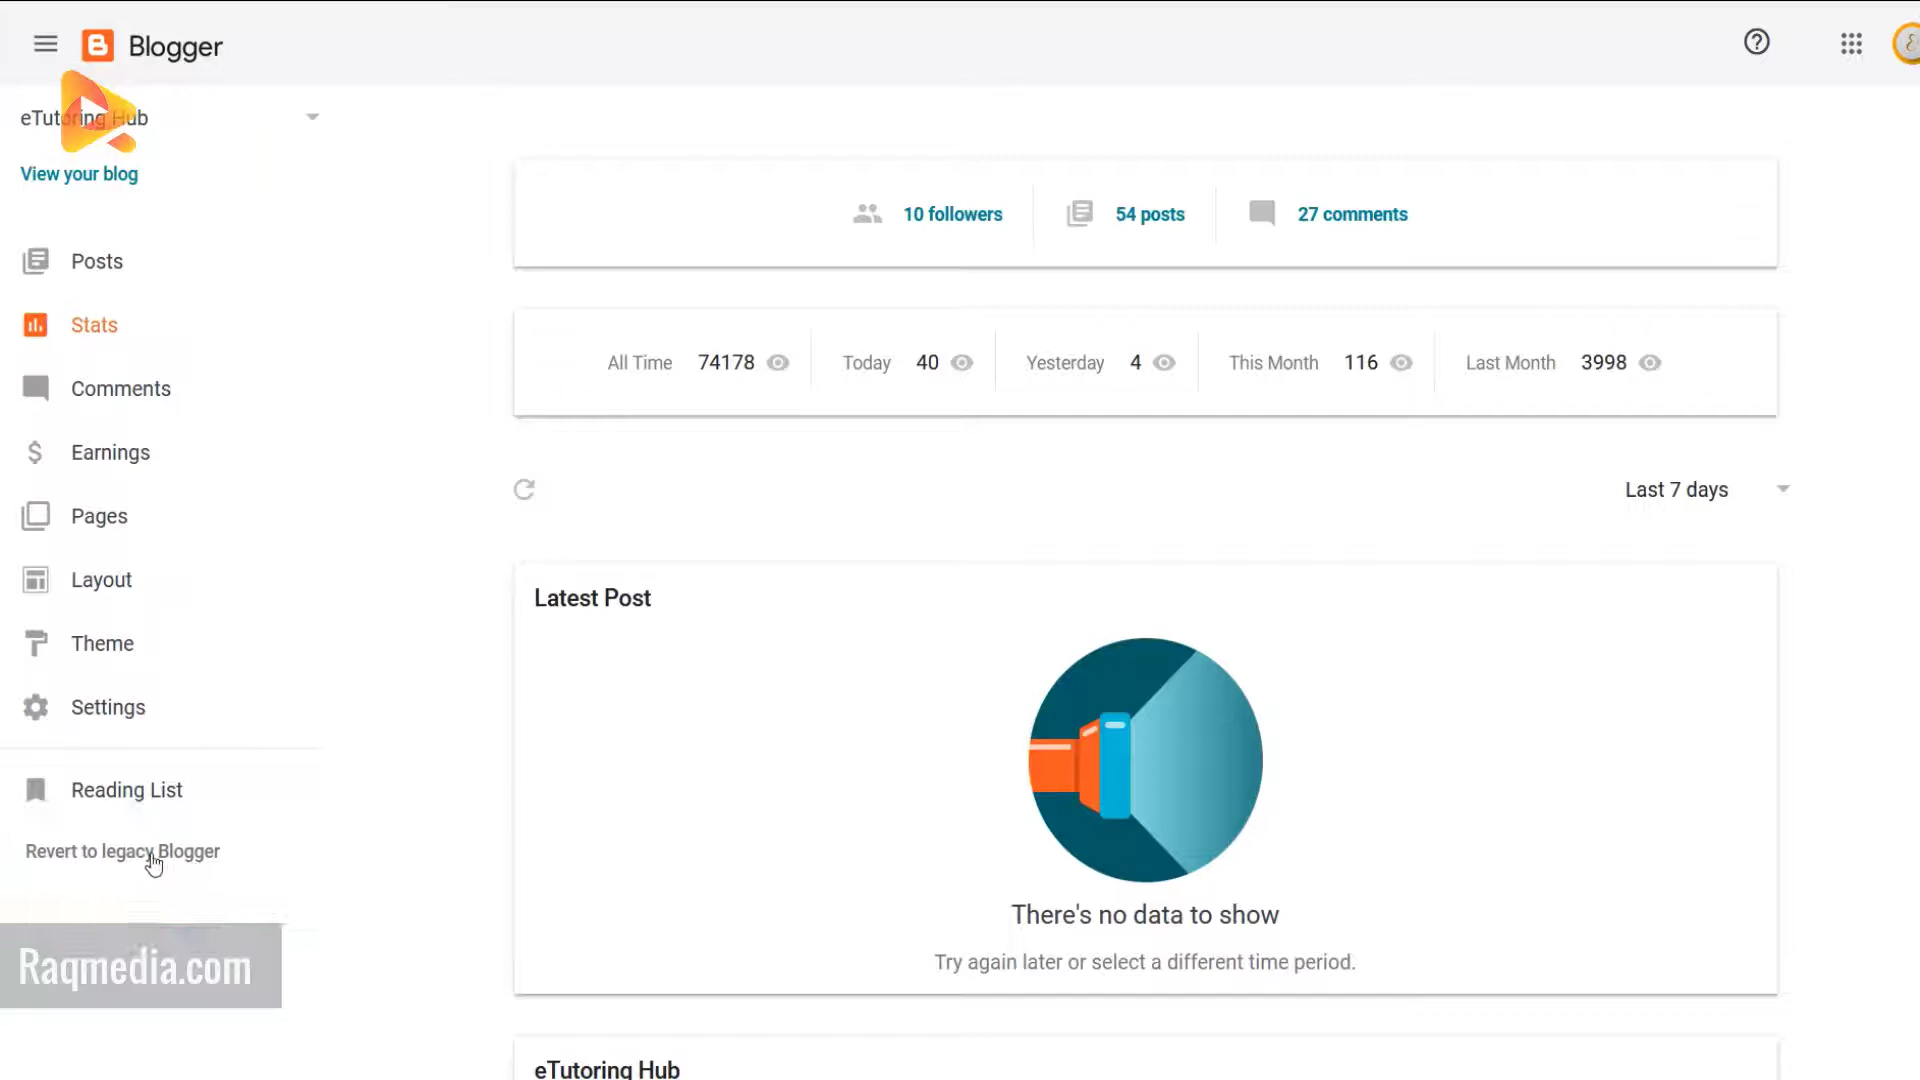 Blogger
eTutoring Hub
View your blog
10 followers
54 posts
27 comments
Posts
Stats
All Time 74178
Today 40
Yesterday 4
This Month 116
Last Month 3998
Comments
Earnings
Last 7 days
Pages
Layout
Latest Post
Theme
Settings
Reading List
Revert to legacy Blogger
There's no data to show
Try again later or select a different time period.
Raqmedia.com
eTutoring Hub